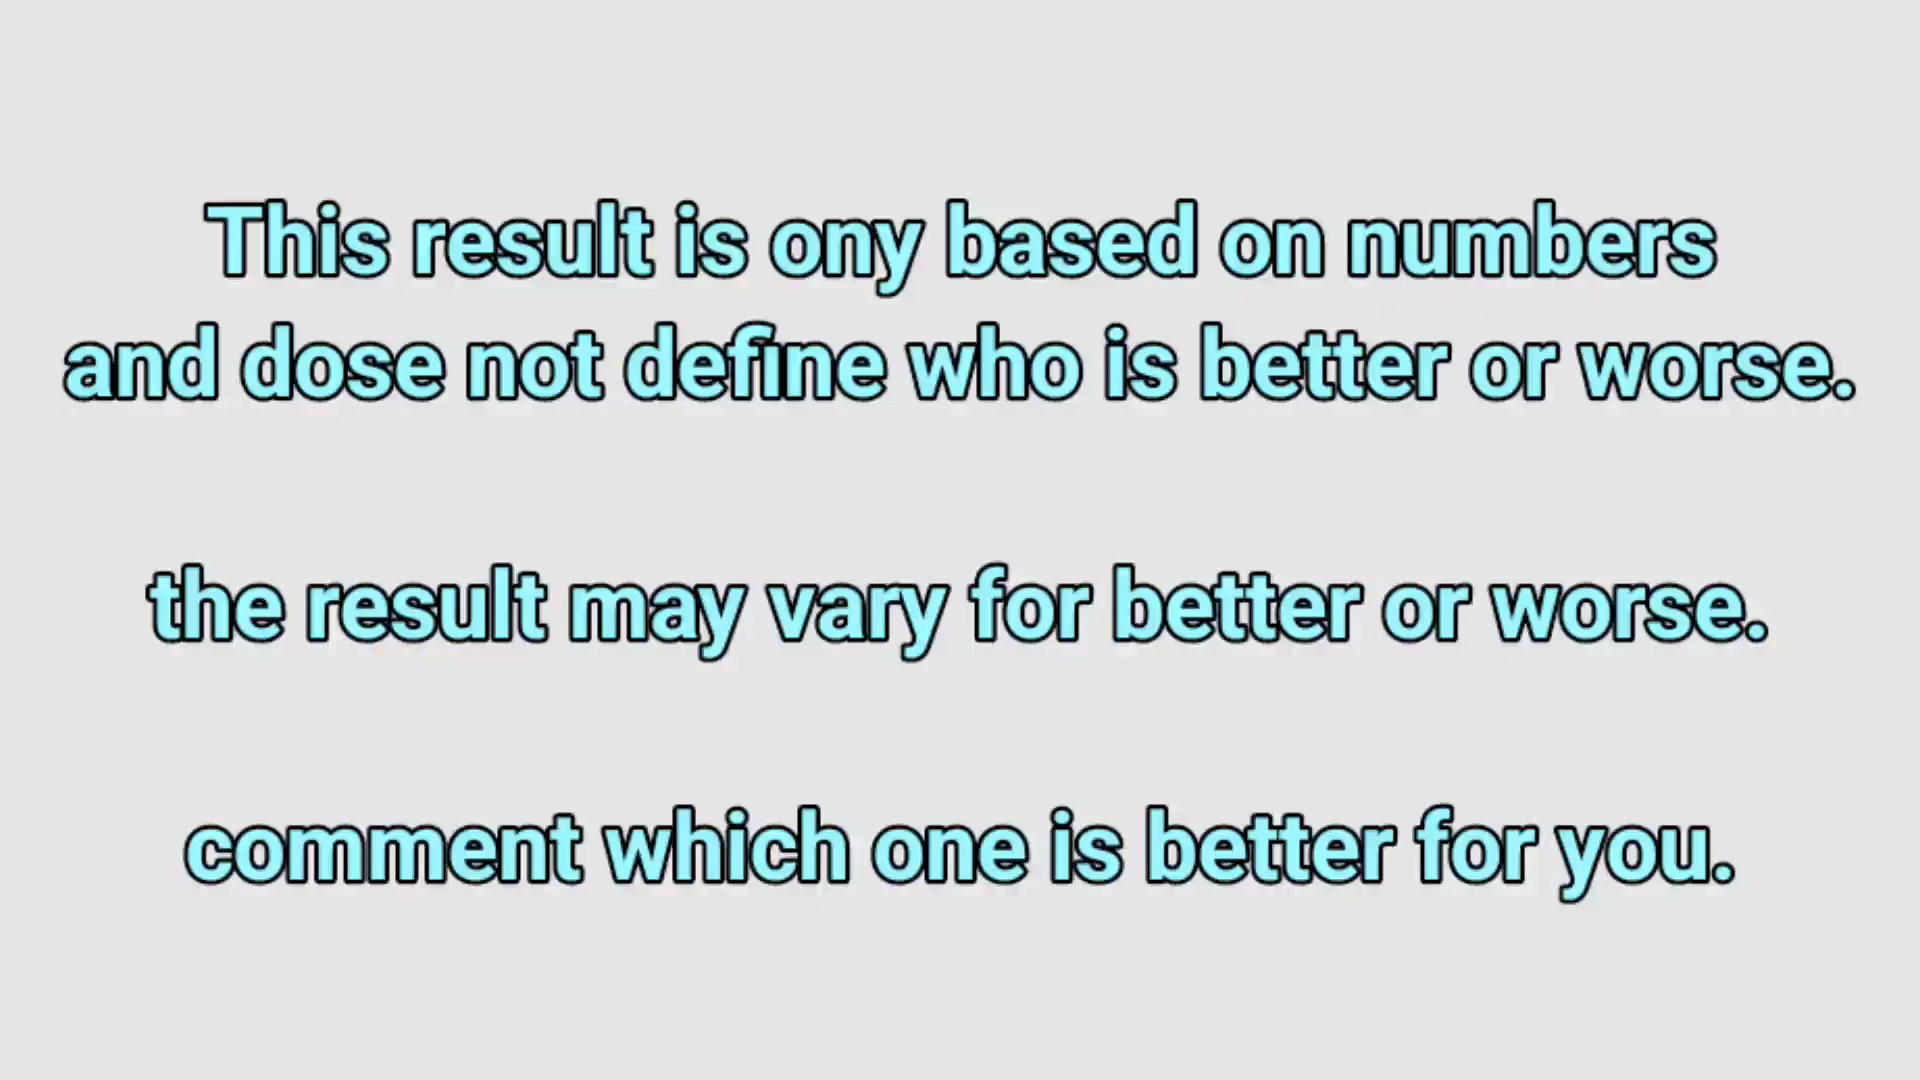 This result is ony based on numbers
and dose not define who is better or worse.
the result may vary for better or worse.
comment which one is better for you.